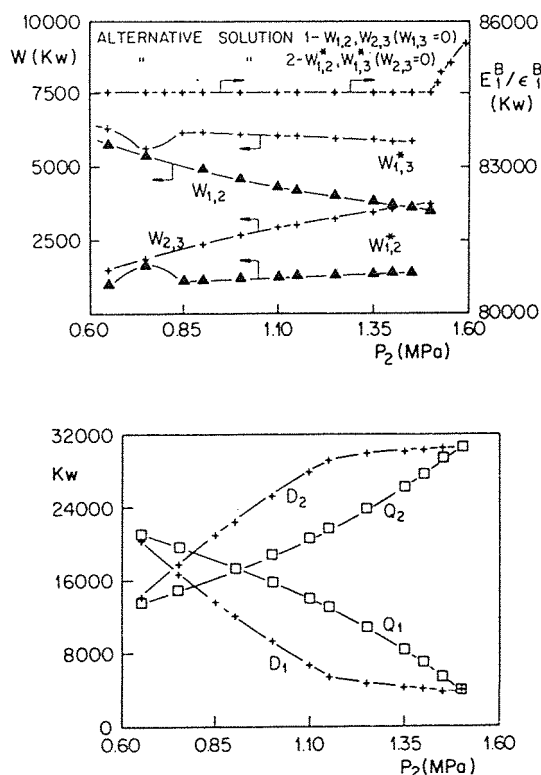 10000
86000
W (Kw)
ALTERNATIVE SOLUTION 1-W1,2, W2,3 (W1,3=0)
" " 2-W*1,2, W*1,3 (W2,3=0)
E1^B/ε1^B
(Kw)
7500
W*1,3
83000
5000
W1,2
W2,3
W*1,2
2500
0
80000
0.60 0.85 1.10 1.35 1.60
P2 (MPa)
32000
Kw
D2
24000
Q2
16000
Q1
8000
D1
0
0.60 0.85 1.10 1.35 1.60
P2 (MPa)